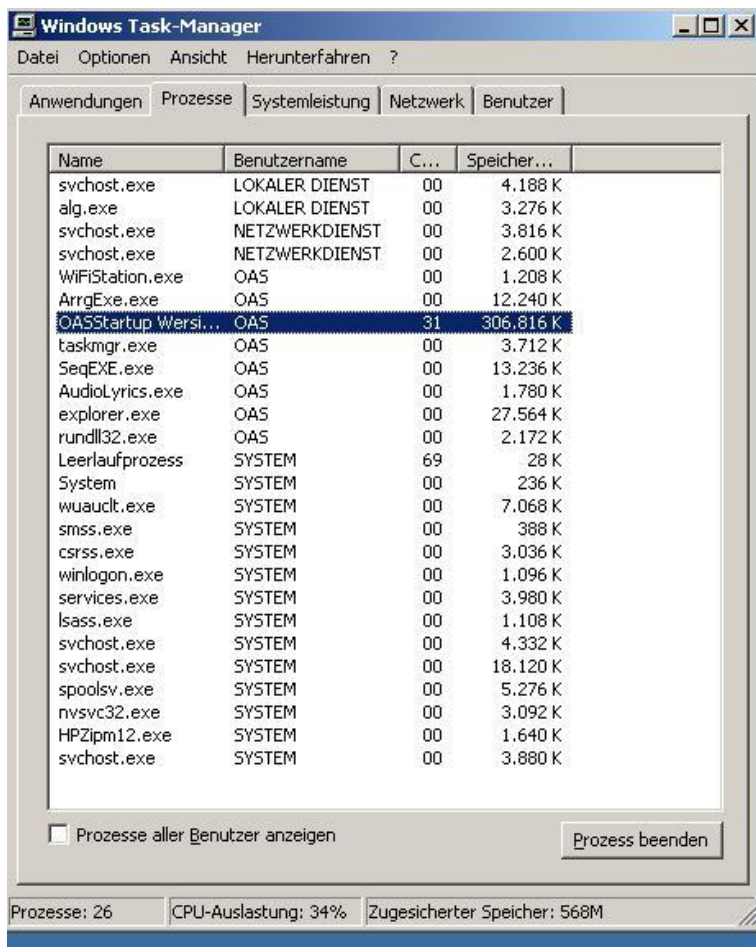 Windows Task-Manager
Datei Optionen Ansicht Herunterfahren ?
Anwendungen Prozesse Systemleistung Netzwerk Benutzer
Name Benutzername C... Speicher...
svchost.exe LOKALER DIENST 00 4.188 K
alg.exe LOKALER DIENST 00 3.276 K
svchost.exe NETZWERKDIENST 00 3.816 K
svchost.exe NETZWERKDIENST 00 2.600 K
WiFiStation.exe OAS 00 1.208 K
ArrgExe.exe OAS 00 12.240 K
OASStartup Wersi... OAS 31 306.816 K
taskmgr.exe OAS 00 3.712 K
SeqEXE.exe OAS 00 13.236 K
AudioLyrics.exe OAS 00 1.780 K
explorer.exe OAS 00 27.564 K
rundll32.exe OAS 00 2.172 K
Leerlaufprozess SYSTEM 69 28 K
System SYSTEM 00 236 K
wuauclt.exe SYSTEM 00 7.068 K
smss.exe SYSTEM 00 388 K
csrss.exe SYSTEM 00 3.036 K
winlogon.exe SYSTEM 00 1.096 K
services.exe SYSTEM 00 3.980 K
lsass.exe SYSTEM 00 1.108 K
svchost.exe SYSTEM 00 4.332 K
svchost.exe SYSTEM 00 18.120 K
spoolsv.exe SYSTEM 00 5.276 K
nvsvc32.exe SYSTEM 00 3.092 K
HPZipm12.exe SYSTEM 00 1.640 K
svchost.exe SYSTEM 00 3.880 K
Prozesse aller Benutzer anzeigen Prozess beenden
Prozesse: 26 CPU-Auslastung: 34% Zugesicherter Speicher: 568M